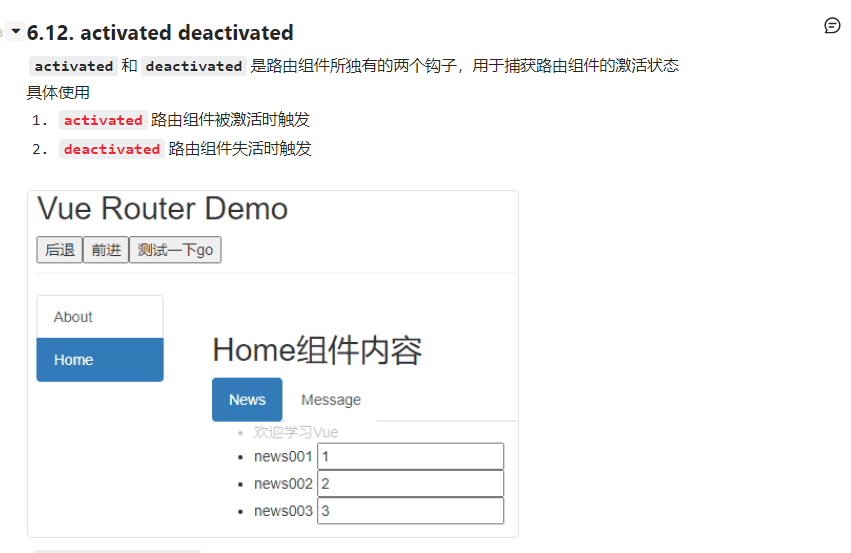 6.12. activated deactivated
activated 和 deactivated 是路由组件所独有的两个钩子，用于捕获路由组件的激活状态
具体使用
1. activated 路由组件被激活时触发
2. deactivated 路由组件失活时触发
Vue Router Demo
后退 前进 测试一下go
About
Home
Home组件内容
News Message
欢迎学习Vue
news001 1
news002 2
news003 3